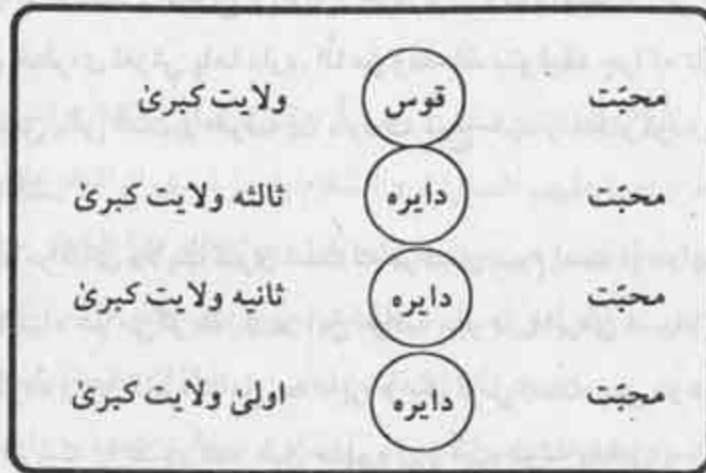 محبّت قوس ولایت کبریٰ
محبّت دایره ثالثه ولایت کبریٰ
محبّت دایره ثانیه ولایت کبریٰ
محبّت دایره اولیٰ ولایت کبریٰ